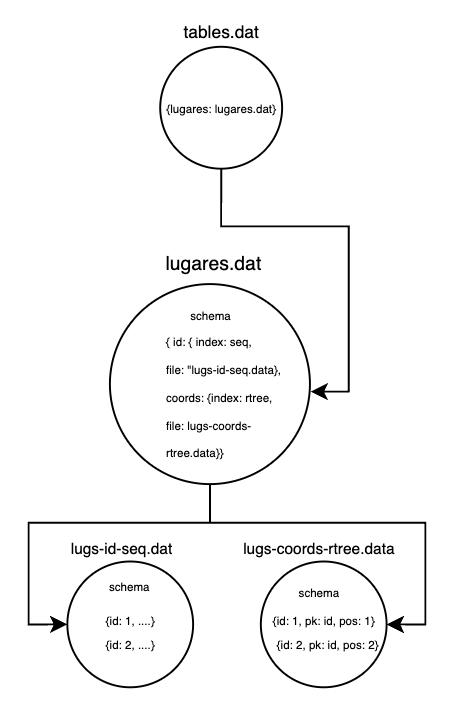 tables.dat
{lugares: lugares.dat}
lugares.dat
schema
{ id: { index: seq,
file: "lugs-id-seq.data},
coords: {index: rtree,
file: lugs-coords-
rtree.data}}
lugs-id-seq.dat
schema
{id: 1, ....}
{id: 2, ....}
lugs-coords-rtree.data
schema
{id: 1, pk: id, pos: 1}
{id: 2, pk: id, pos: 2}